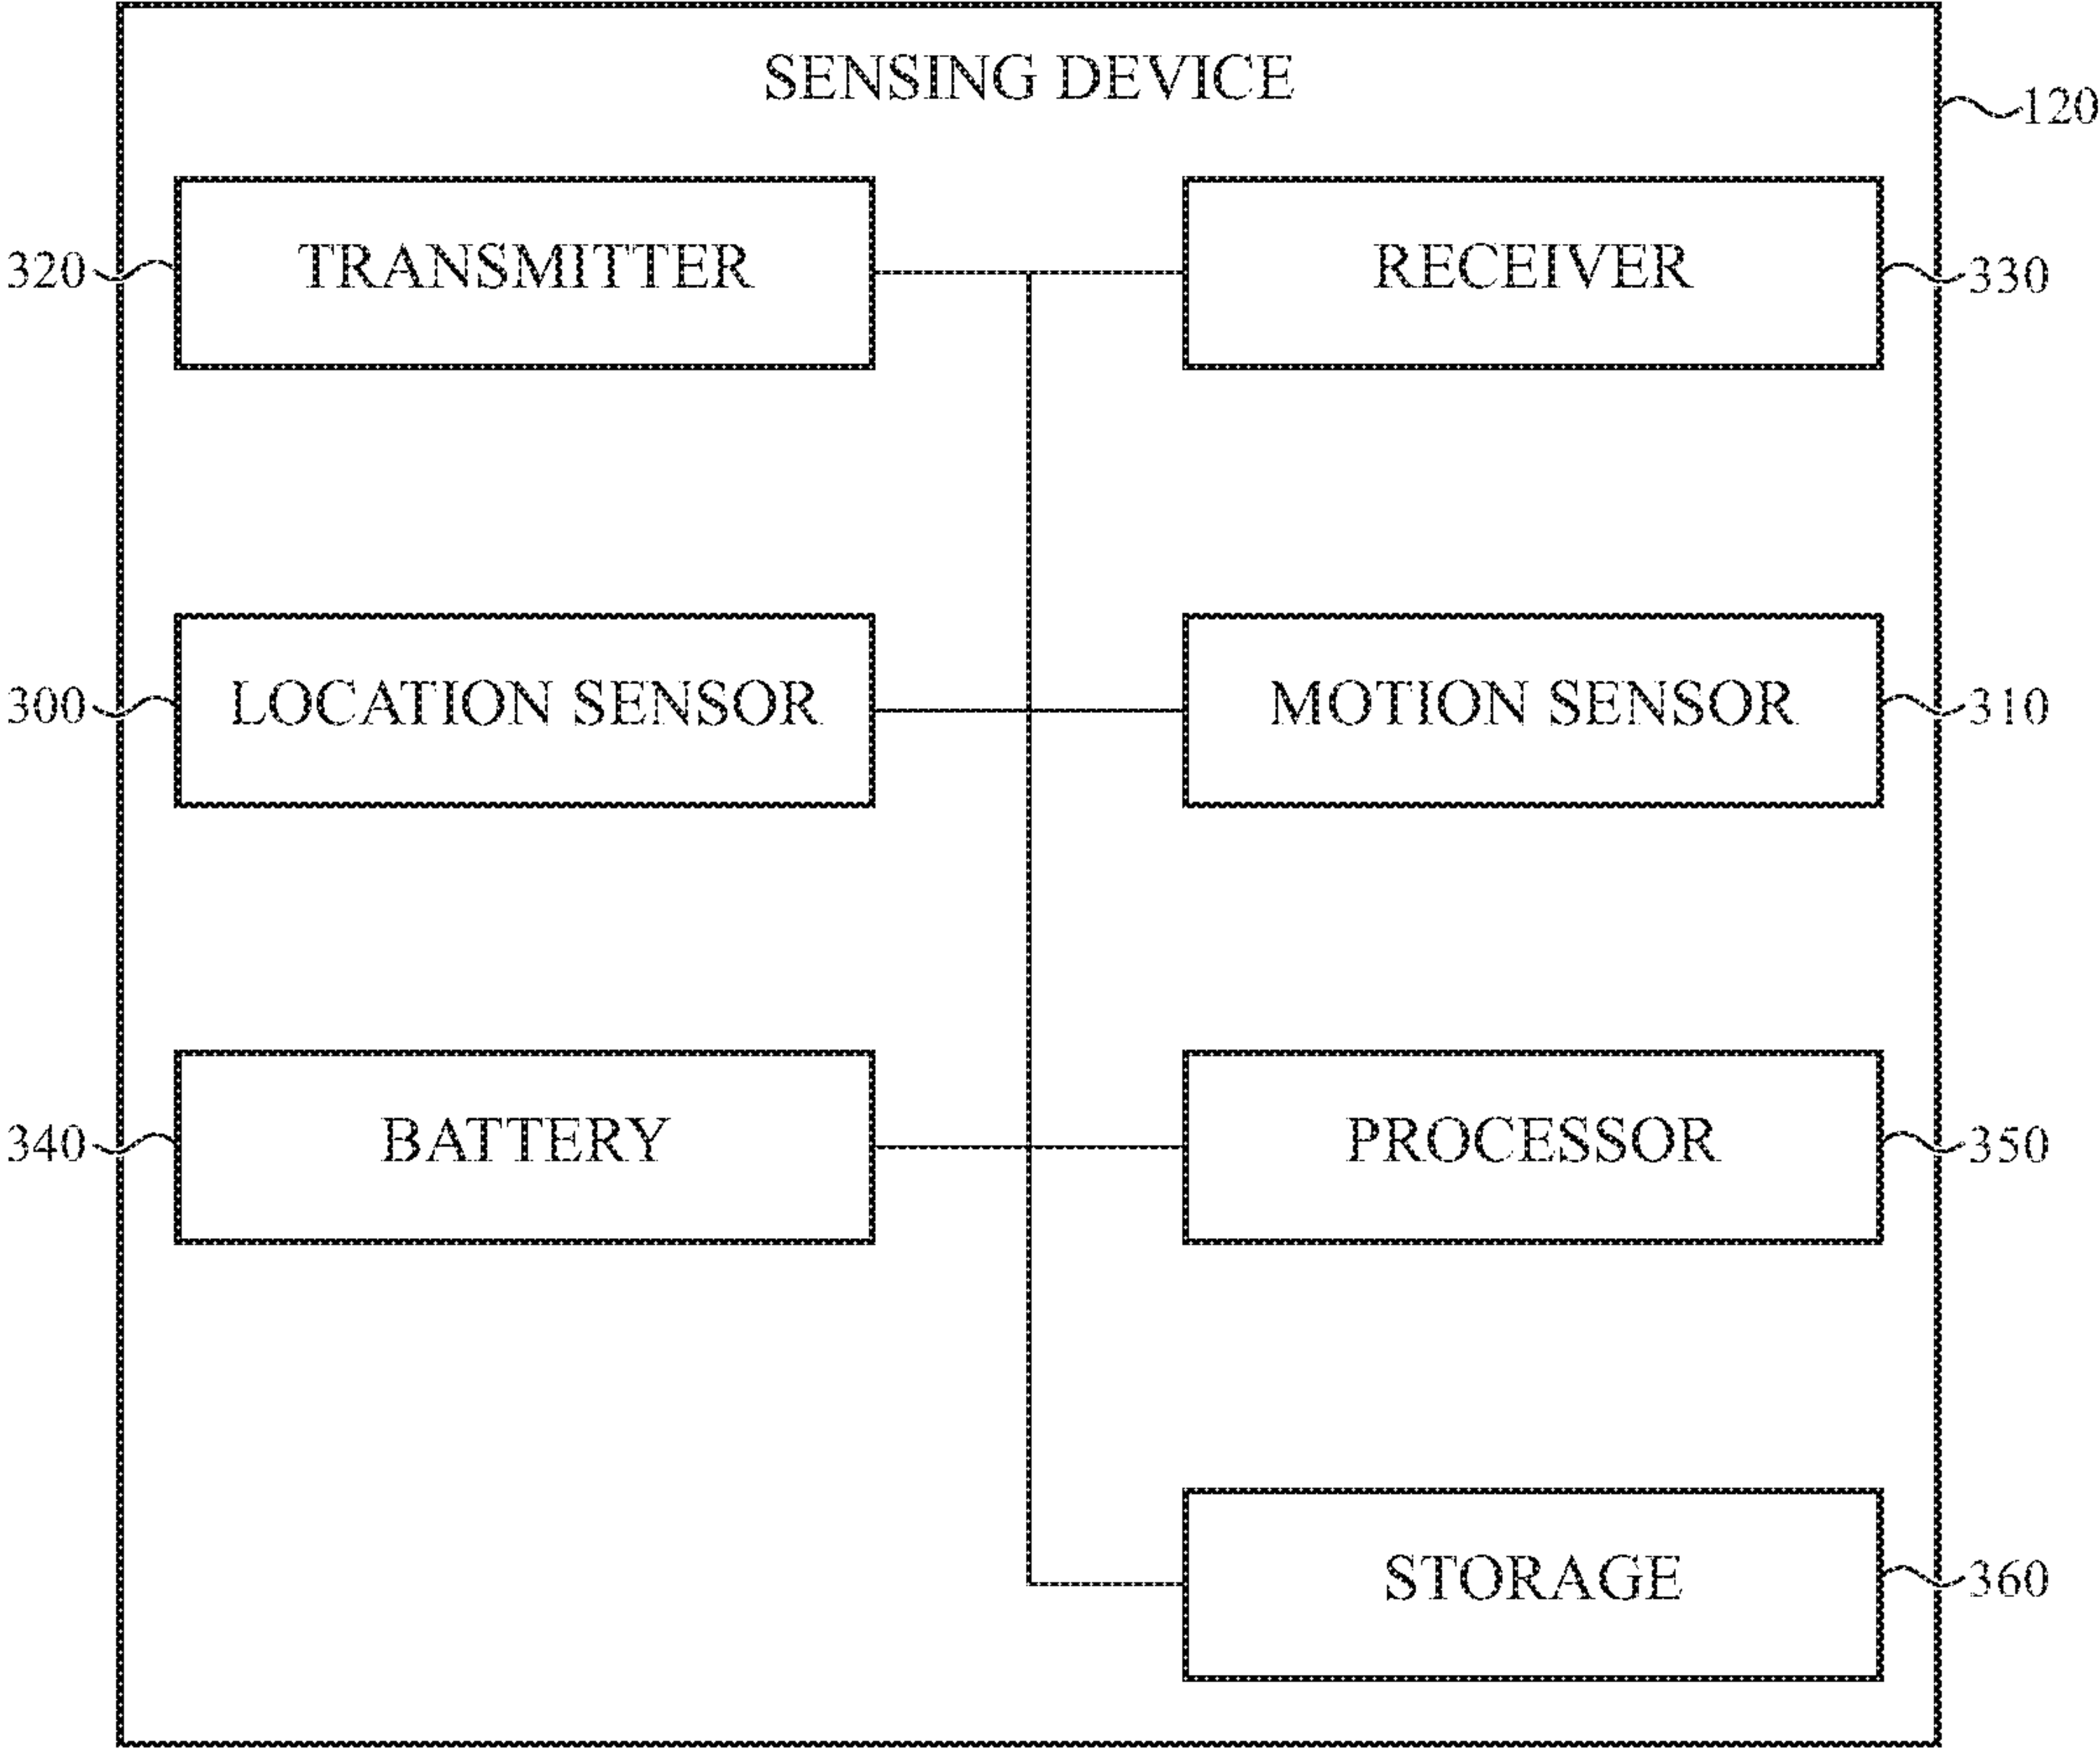 SENSING DEVICE
120
320
TRANSMITTER
RECEIVER
330
300
LOCATION SENSOR
MOTION SENSOR
310
340
BATTERY
PROCESSOR
350
STORAGE
360